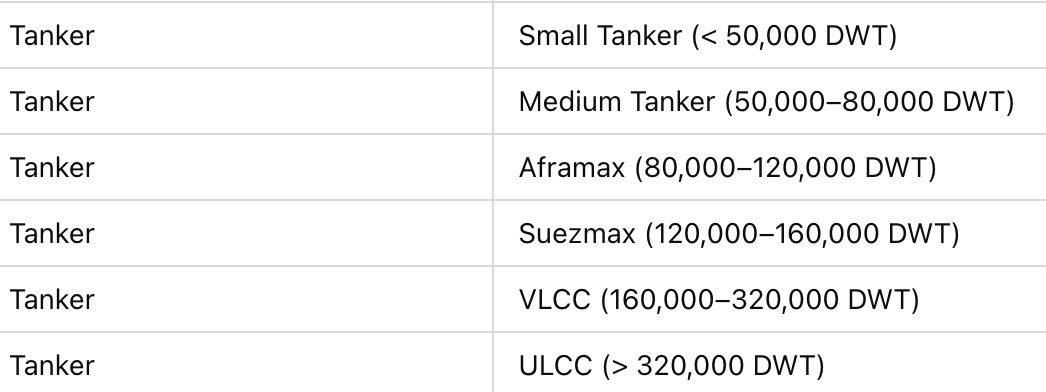 Tanker Small Tanker (< 50,000 DWT)
Tanker Medium Tanker (50,000–80,000 DWT)
Tanker Aframax (80,000–120,000 DWT)
Tanker Suezmax (120,000–160,000 DWT)
Tanker VLCC (160,000–320,000 DWT)
Tanker ULCC (> 320,000 DWT)